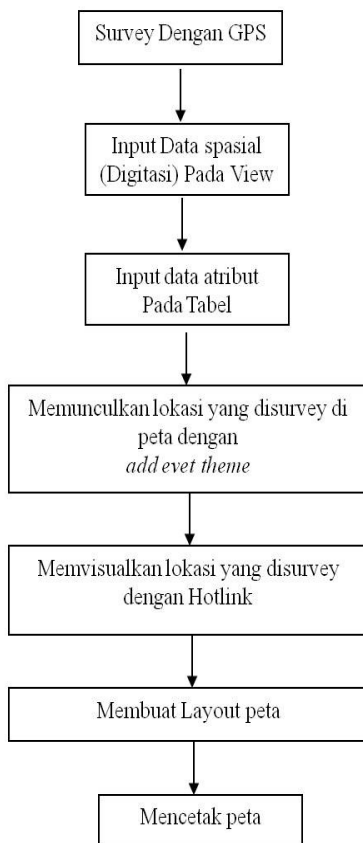 Survey Dengan GPS
Input Data spasial
(Digitasi) Pada View
Input data atribut
Pada Tabel
Memunculkan lokasi yang disurvey di
peta dengan
add evet theme
Memvisualkan lokasi yang disurvey
dengan Hotlink
Membuat Layout peta
Mencetak peta